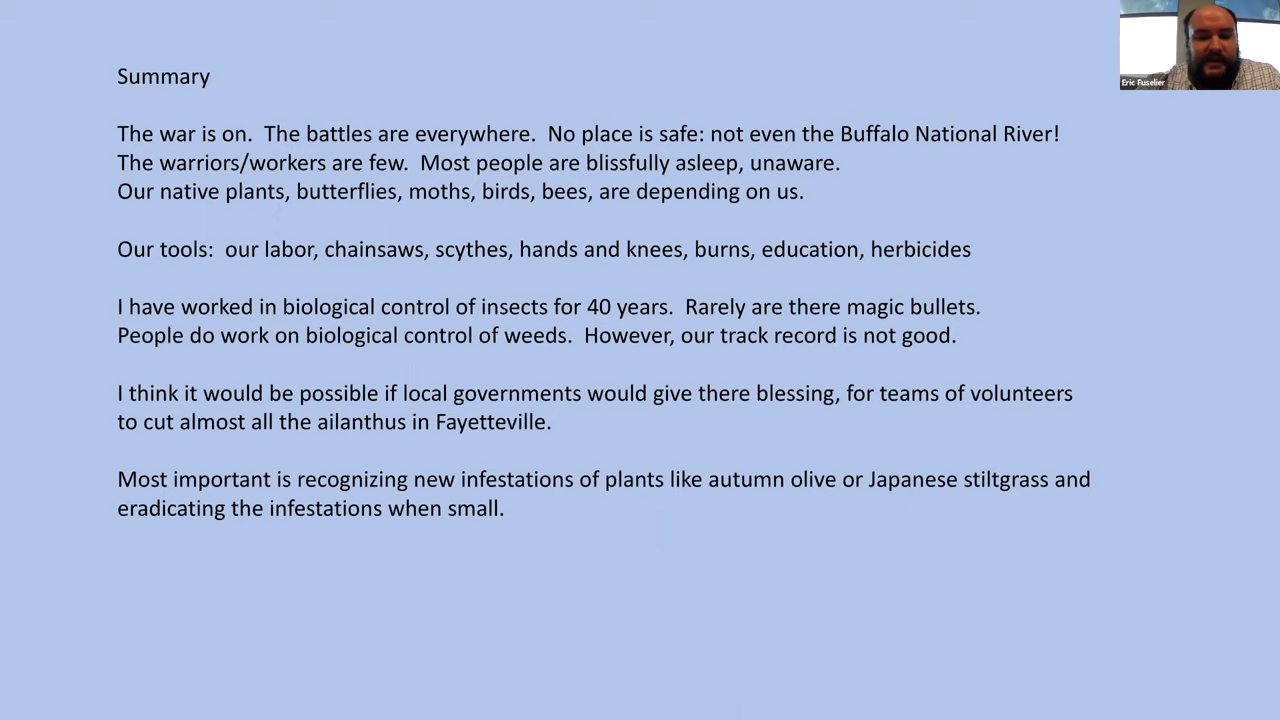 Eric Fuselier
Summary
The war is on.  The battles are everywhere.  No place is safe: not even the Buffalo National River!
The warriors/workers are few.  Most people are blissfully asleep, unaware.
Our native plants, butterflies, moths, birds, bees, are depending on us.
Our tools:  our labor, chainsaws, scythes, hands and knees, burns, education, herbicides
I have worked in biological control of insects for 40 years.  Rarely are there magic bullets.
People do work on biological control of weeds.  However, our track record is not good.
I think it would be possible if local governments would give there blessing, for teams of volunteers
to cut almost all the ailanthus in Fayetteville.
Most important is recognizing new infestations of plants like autumn olive or Japanese stiltgrass and
eradicating the infestations when small.